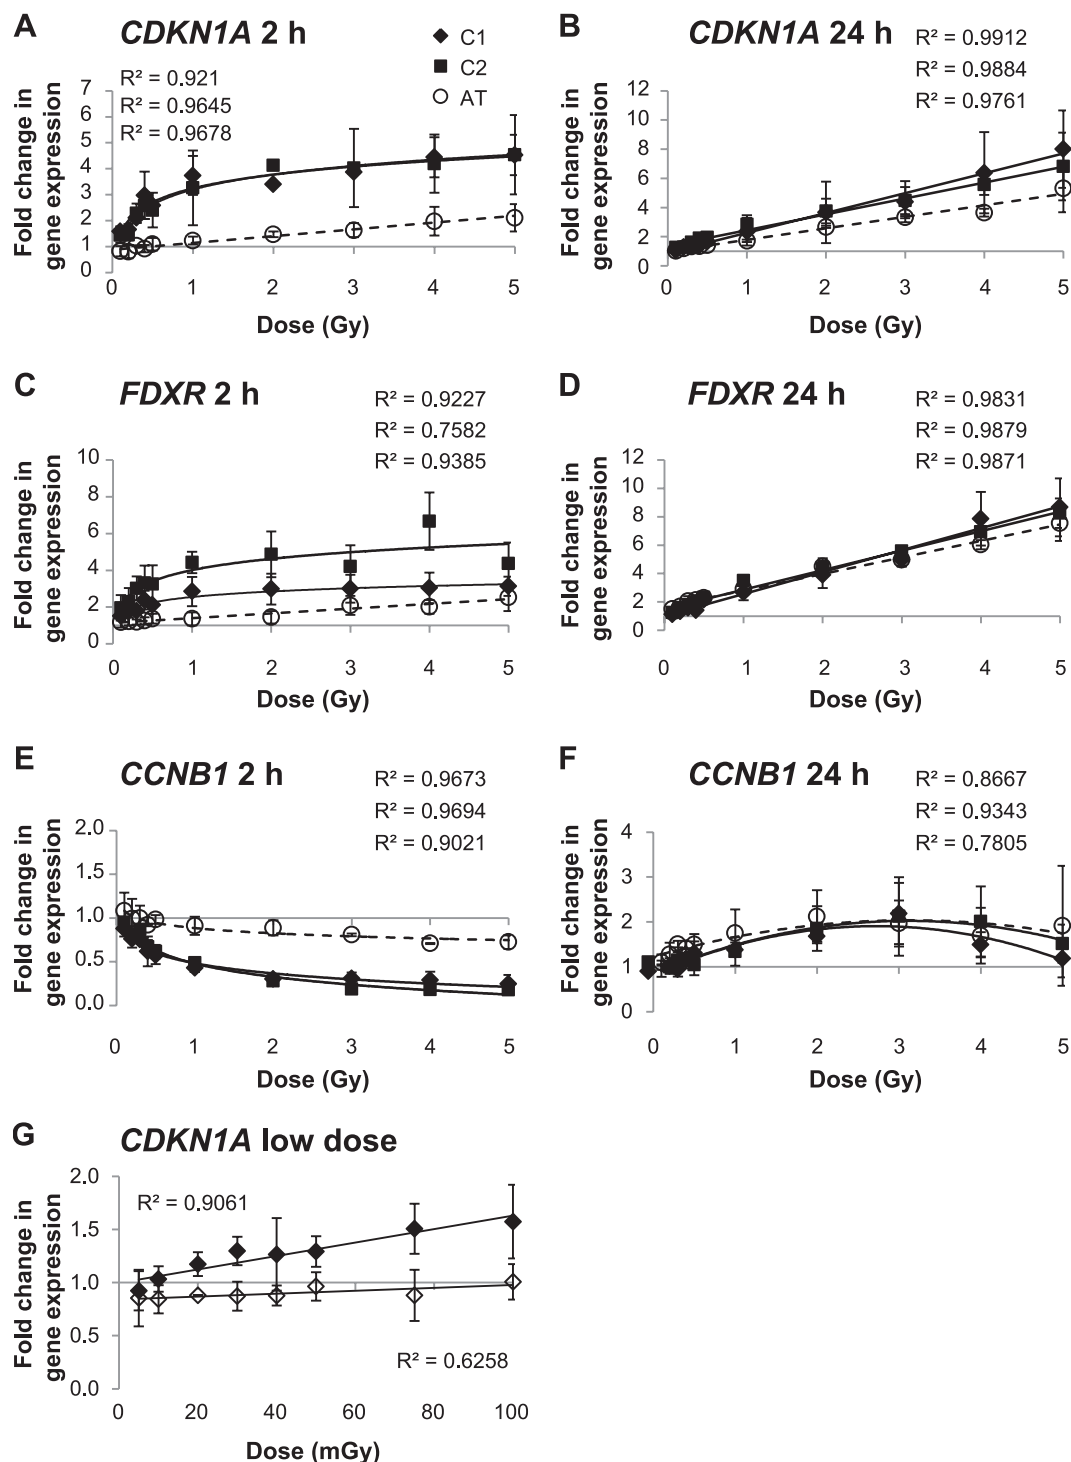 A CDKN1A 2 h
C1
C2
AT
R² = 0.921
R² = 0.9645
R² = 0.9678
Fold change in
gene expression
7
6
5
4
3
2
1
0
0 1 2 3 4 5
Dose (Gy)
B CDKN1A 24 h
R² = 0.9912
R² = 0.9884
R² = 0.9761
Fold change in
gene expression
12
10
8
6
4
2
0
0 1 2 3 4 5
Dose (Gy)
C FDXR 2 h
R² = 0.9227
R² = 0.7582
R² = 0.9385
Fold change in
gene expression
10
8
6
4
2
0
0 1 2 3 4 5
Dose (Gy)
D FDXR 24 h
R² = 0.9831
R² = 0.9879
R² = 0.9871
Fold change in
gene expression
12
10
8
6
4
2
0
0 1 2 3 4 5
Dose (Gy)
E CCNB1 2 h
R² = 0.9673
R² = 0.9694
R² = 0.9021
Fold change in
gene expression
2.0
1.5
1.0
0.5
0.0
0 1 2 3 4 5
Dose (Gy)
F CCNB1 24 h
R² = 0.8667
R² = 0.9343
R² = 0.7805
Fold change in
gene expression
4
3
2
1
0
0 1 2 3 4 5
Dose (Gy)
G CDKN1A low dose
R² = 0.9061
Fold change in
gene expression
2.0
1.5
1.0
0.5
0.0
R² = 0.6258
0 20 40 60 80 100
Dose (mGy)